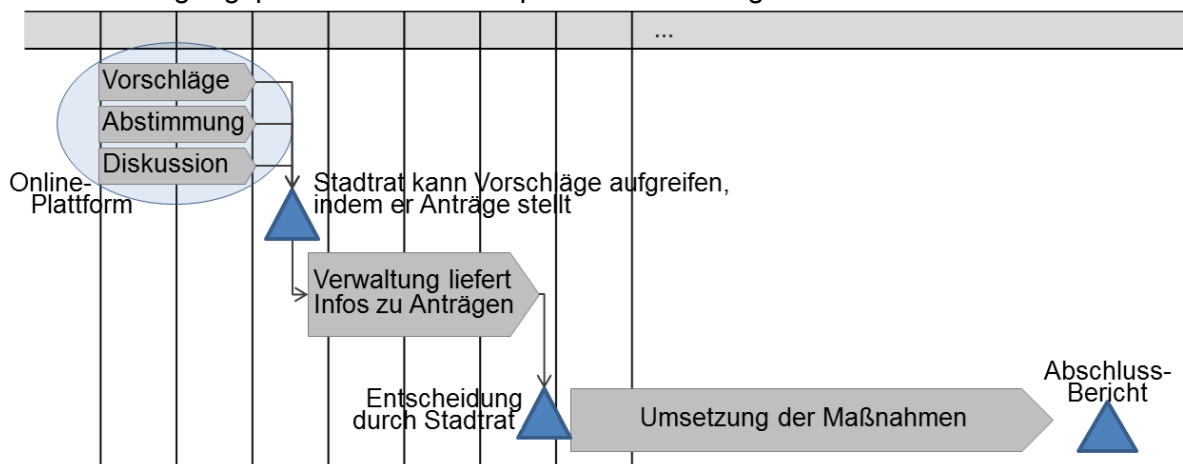 ...
Vorschläge
Abstimmung
Diskussion
Online-
Plattform
Stadtrat kann Vorschläge aufgreifen,
indem er Anträge stellt
Verwaltung liefert
Infos zu Anträgen
Entscheidung
durch Stadtrat
Umsetzung der Maßnahmen
Abschluss-
Bericht